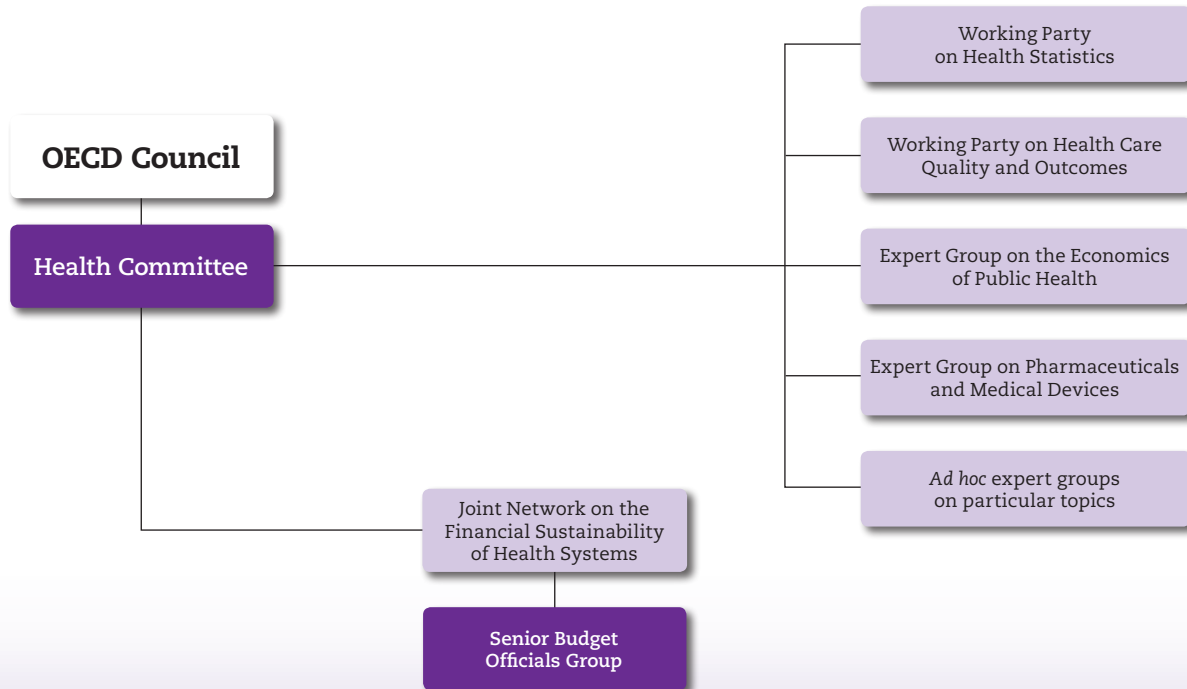 Working Party
on Health Statistics
OECD Council
Working Party on Health Care
Quality and Outcomes
Health Committee
Expert Group on the Economics
of Public Health
Expert Group on Pharmaceuticals
and Medical Devices
Ad hoc expert groups
on particular topics
Joint Network on the
Financial Sustainability
of Health Systems
Senior Budget
Officials Group